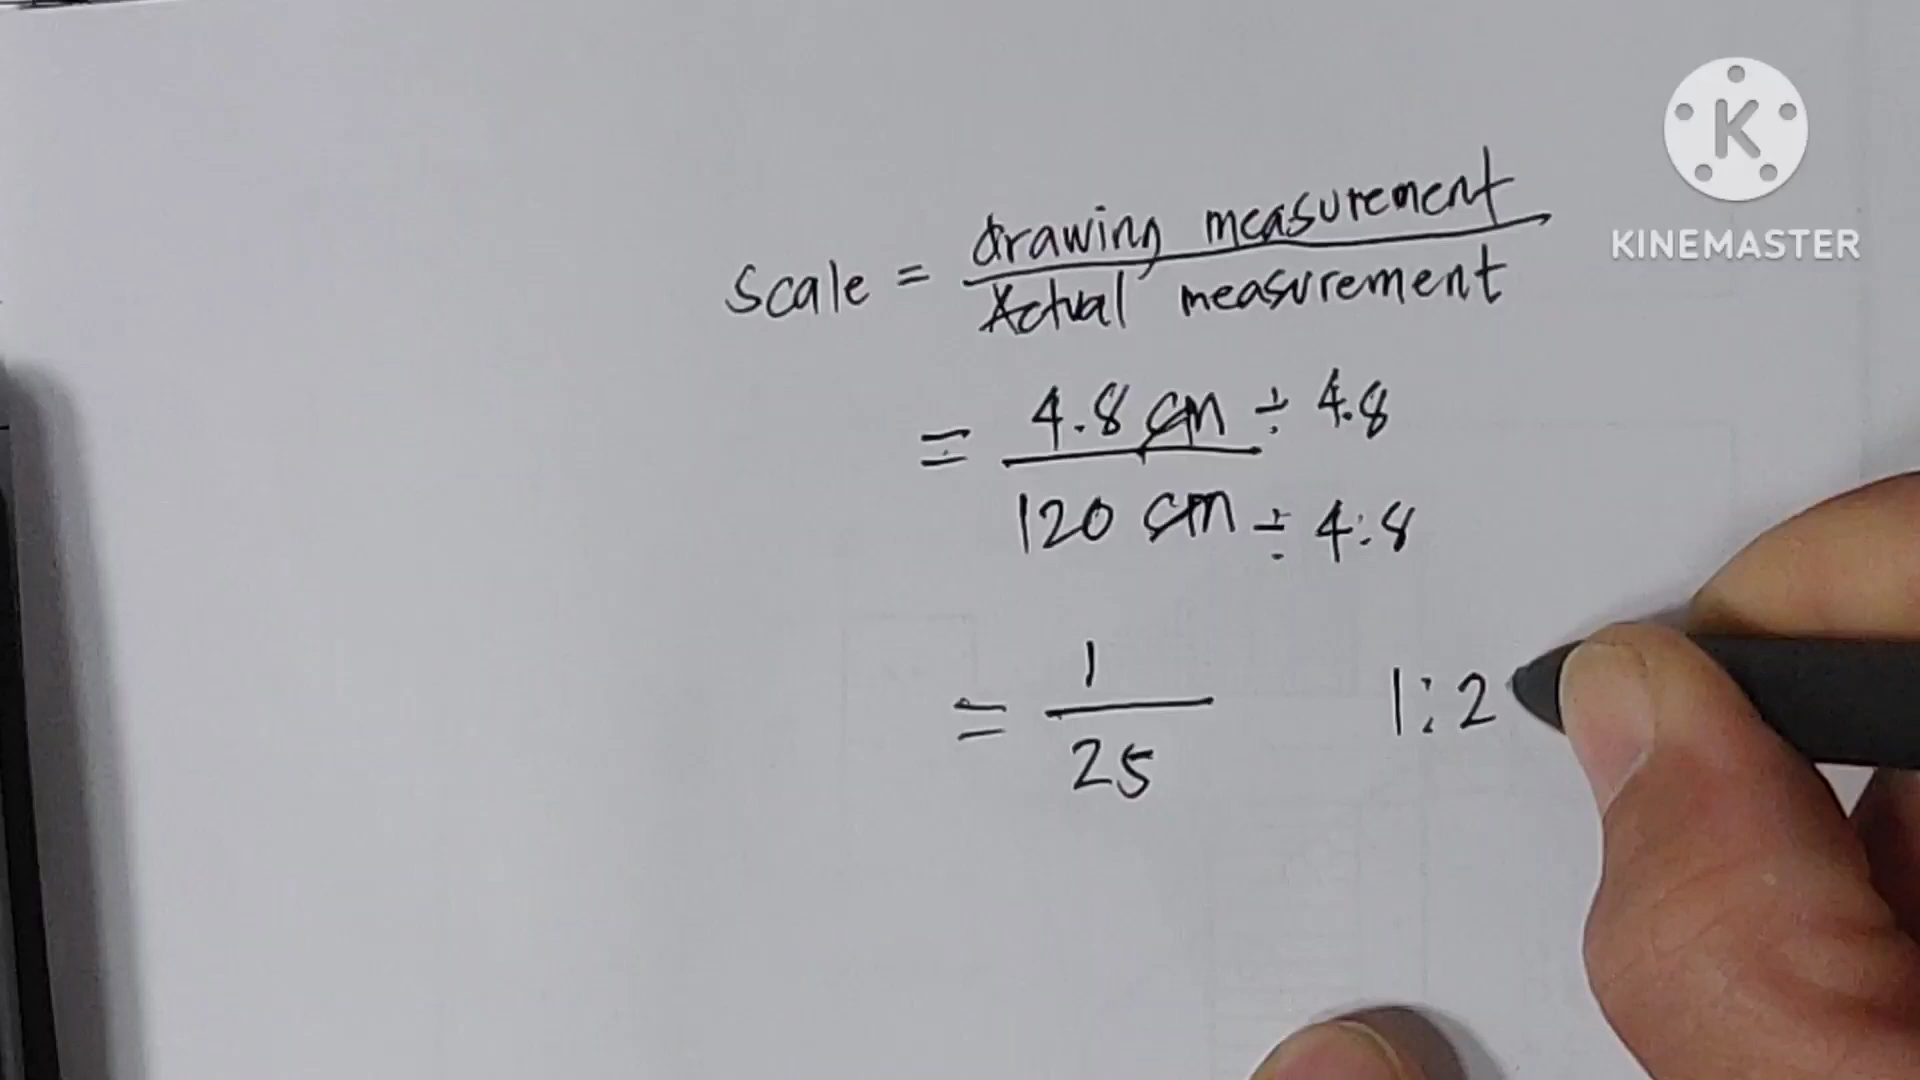 K
KINEMASTER
Scale = drawing measurement
Actual measurement
= 4.8 cm ÷ 4.8
120 cm ÷ 4.8
= 1
25
1:2